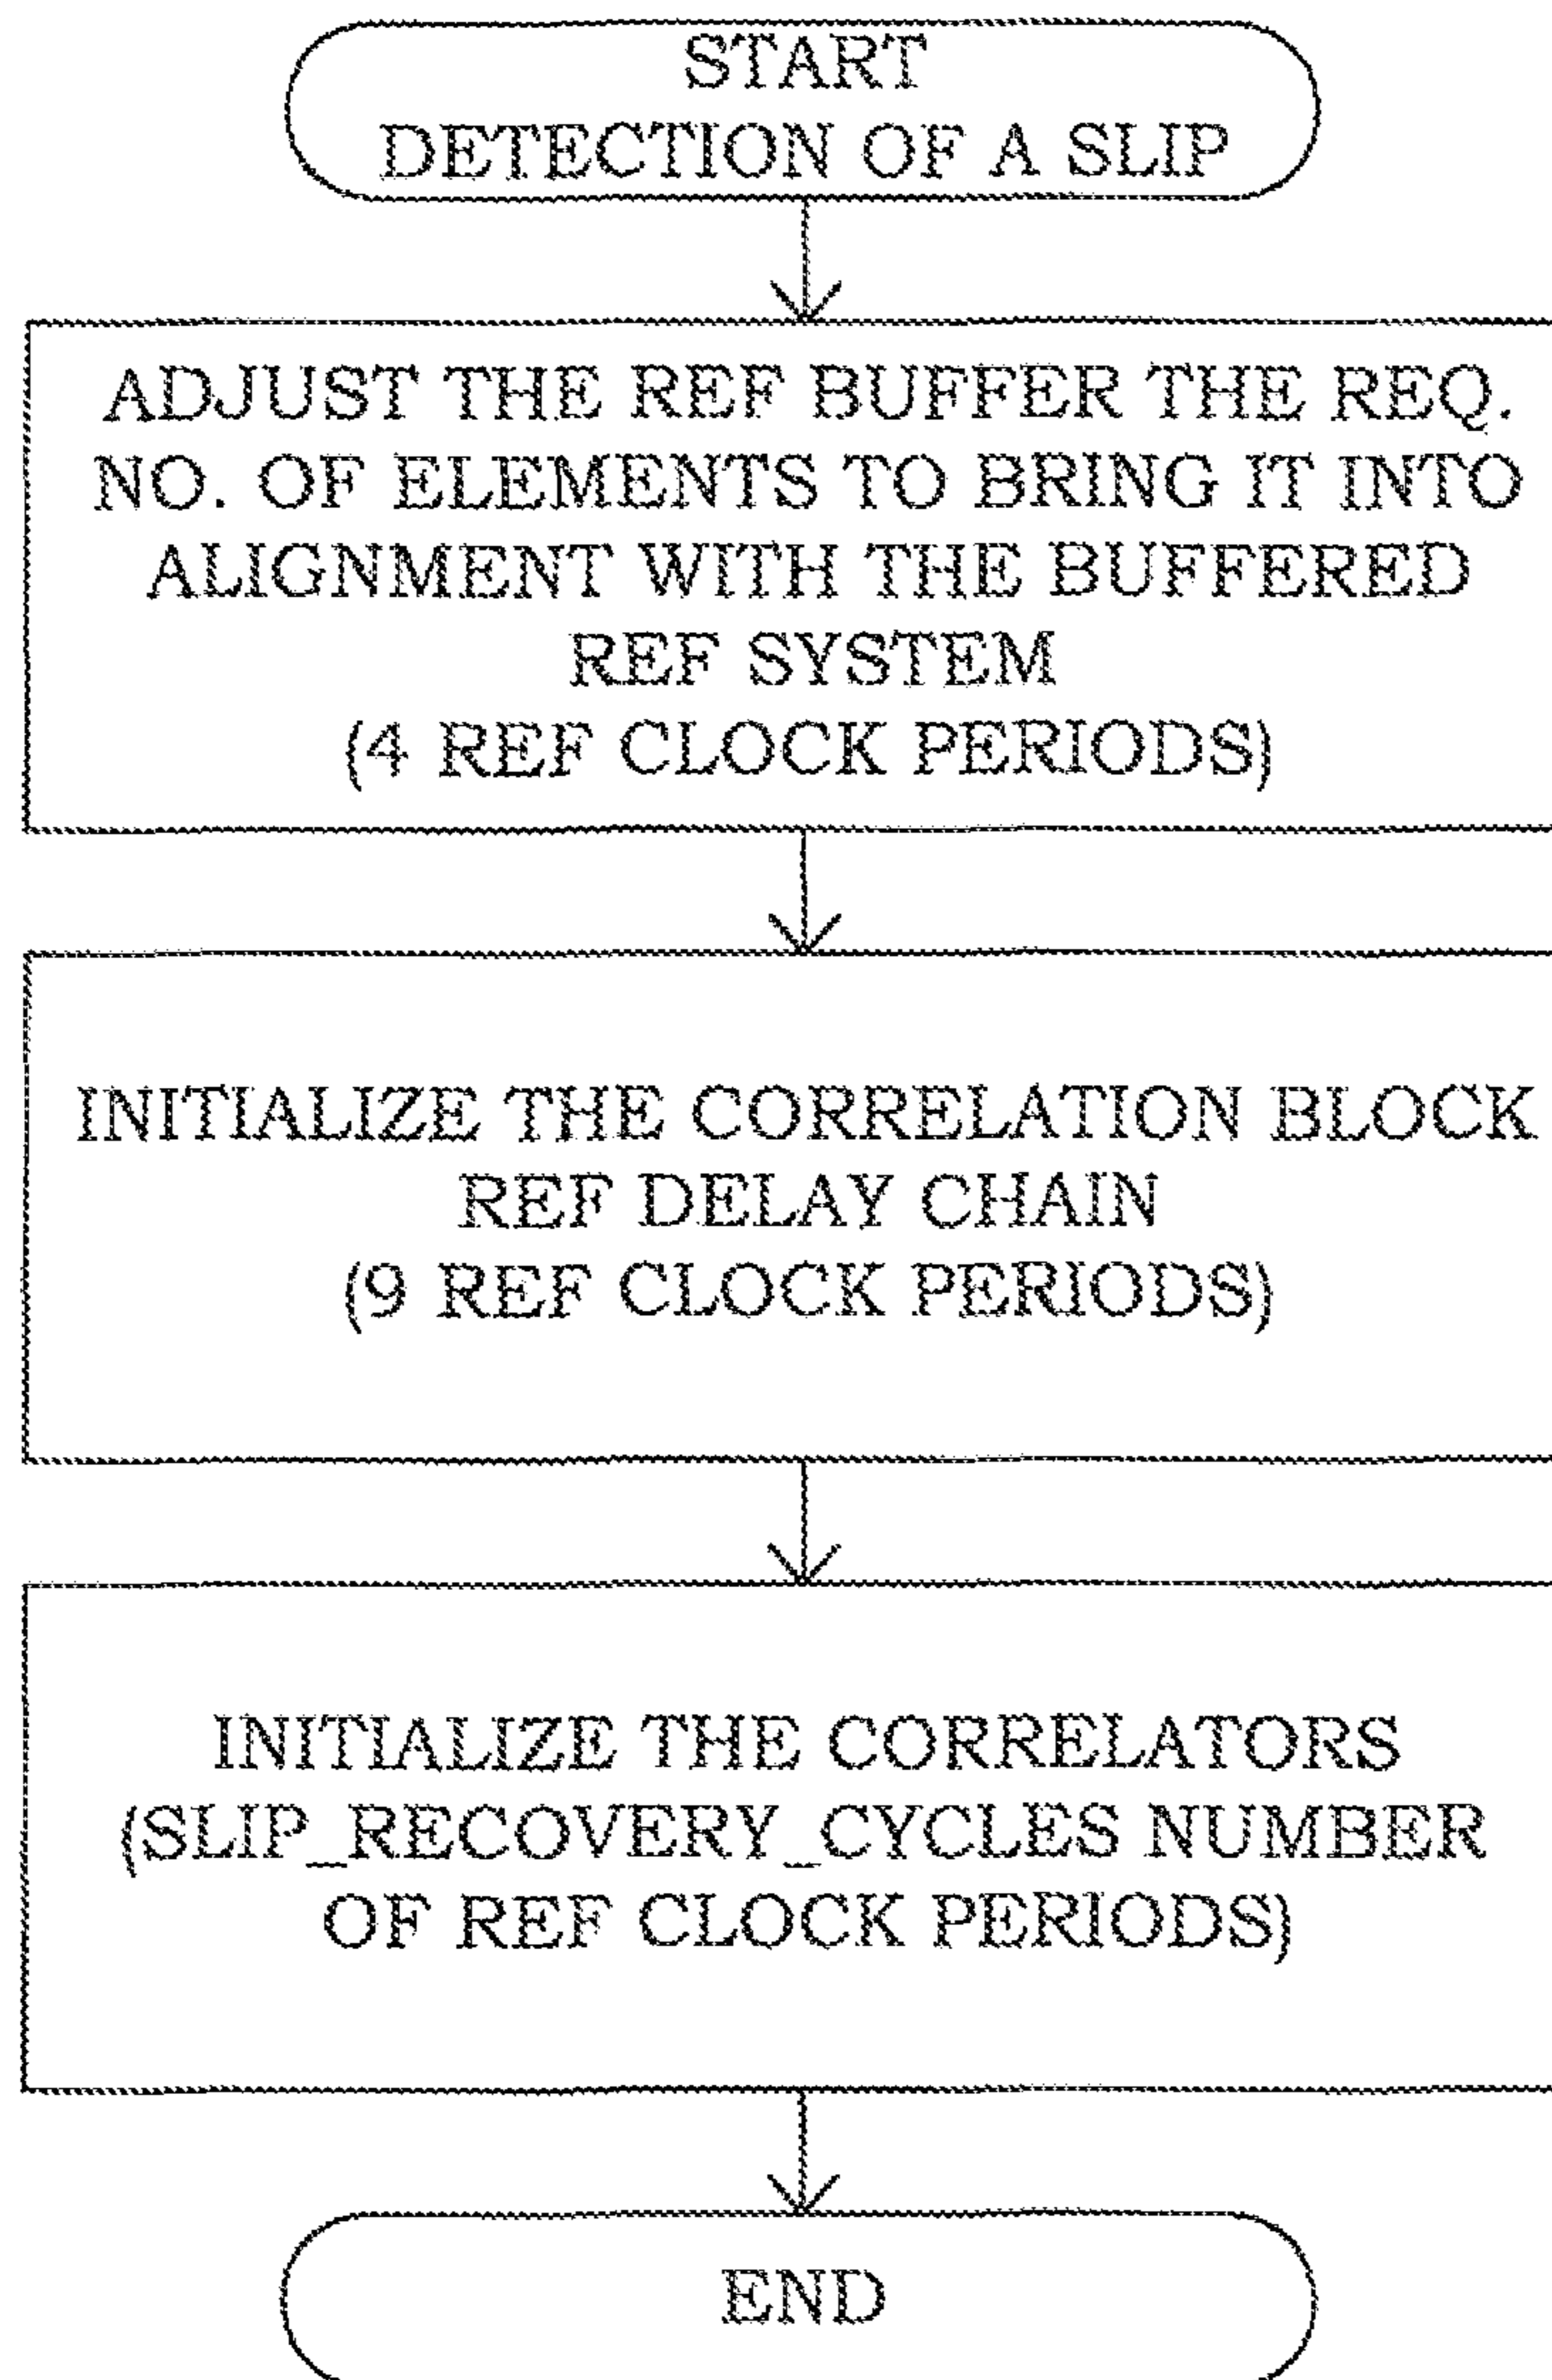 START
DETECTION OF A SLIP
ADJUST THE REF BUFFER THE REQ.
NO. OF ELEMENTS TO BRING IT INTO
ALIGNMENT WITH THE BUFFERED
REF SYSTEM
(4 REF CLOCK PERIODS)
INITIALIZE THE CORRELATION BLOCK
REF DELAY CHAIN
(9 REF CLOCK PERIODS)
INITIALIZE THE CORRELATORS
(SLIP_RECOVERY_CYCLES NUMBER
OF REF CLOCK PERIODS)
END